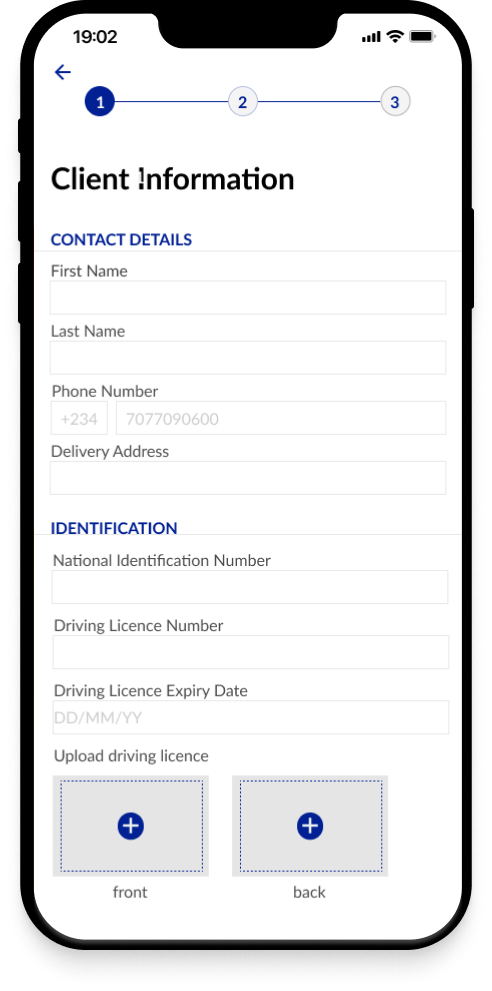 19:02
1 2 3
Client Information
CONTACT DETAILS
First Name
Last Name
Phone Number
+234 7077090600
Delivery Address
IDENTIFICATION
National Identification Number
Driving Licence Number
Driving Licence Expiry Date
DD/MM/YY
Upload driving licence
front back